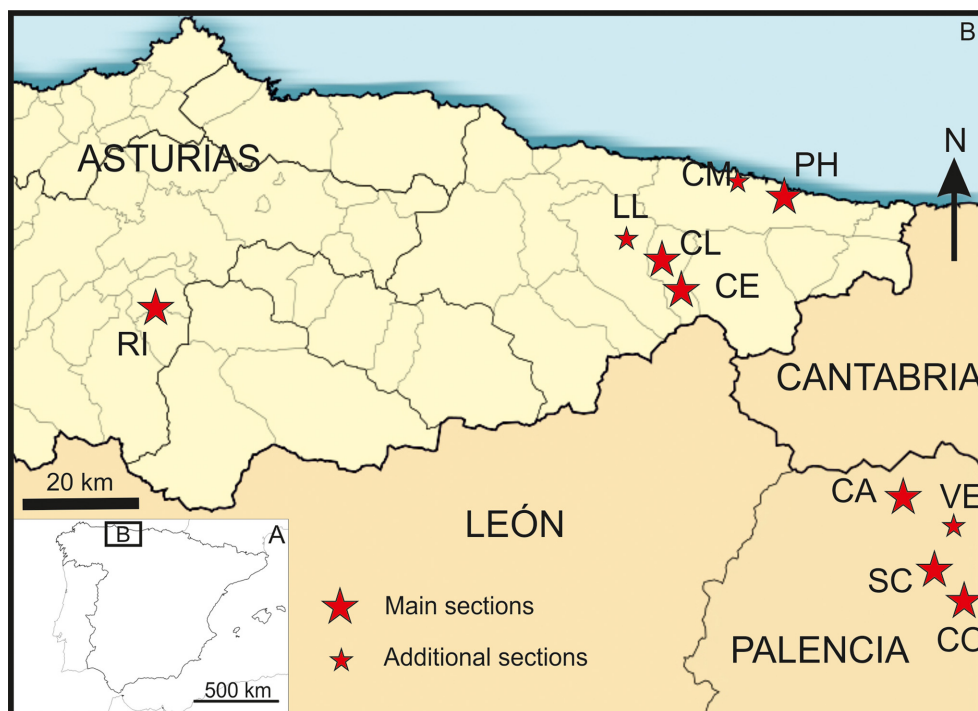 B
N
ASTURIAS
CM
PH
LL
CL
CE
RI
CANTABRIA
20 km
CA
VE
LEÓN
B
A
SC
Main sections
CO
PALENCIA
Additional sections
500 km